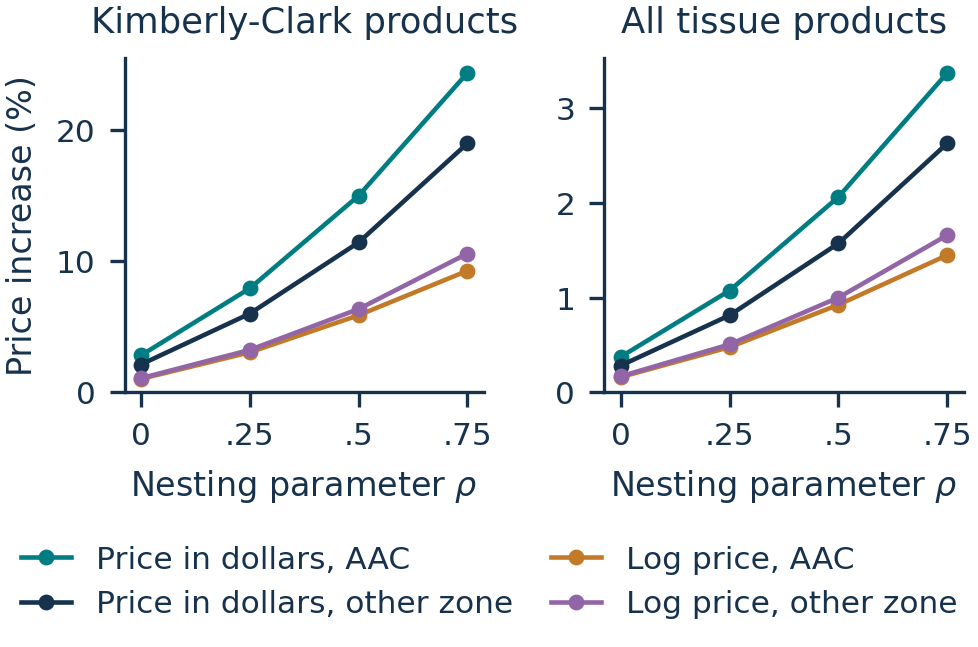 Kimberly-Clark products
All tissue products
Price increase (%)
20
10
0
3
2
1
0
0 .25 .5 .75
0 .25 .5 .75
Nesting parameter ρ
Nesting parameter ρ
Price in dollars, AAC
Price in dollars, other zone
Log price, AAC
Log price, other zone